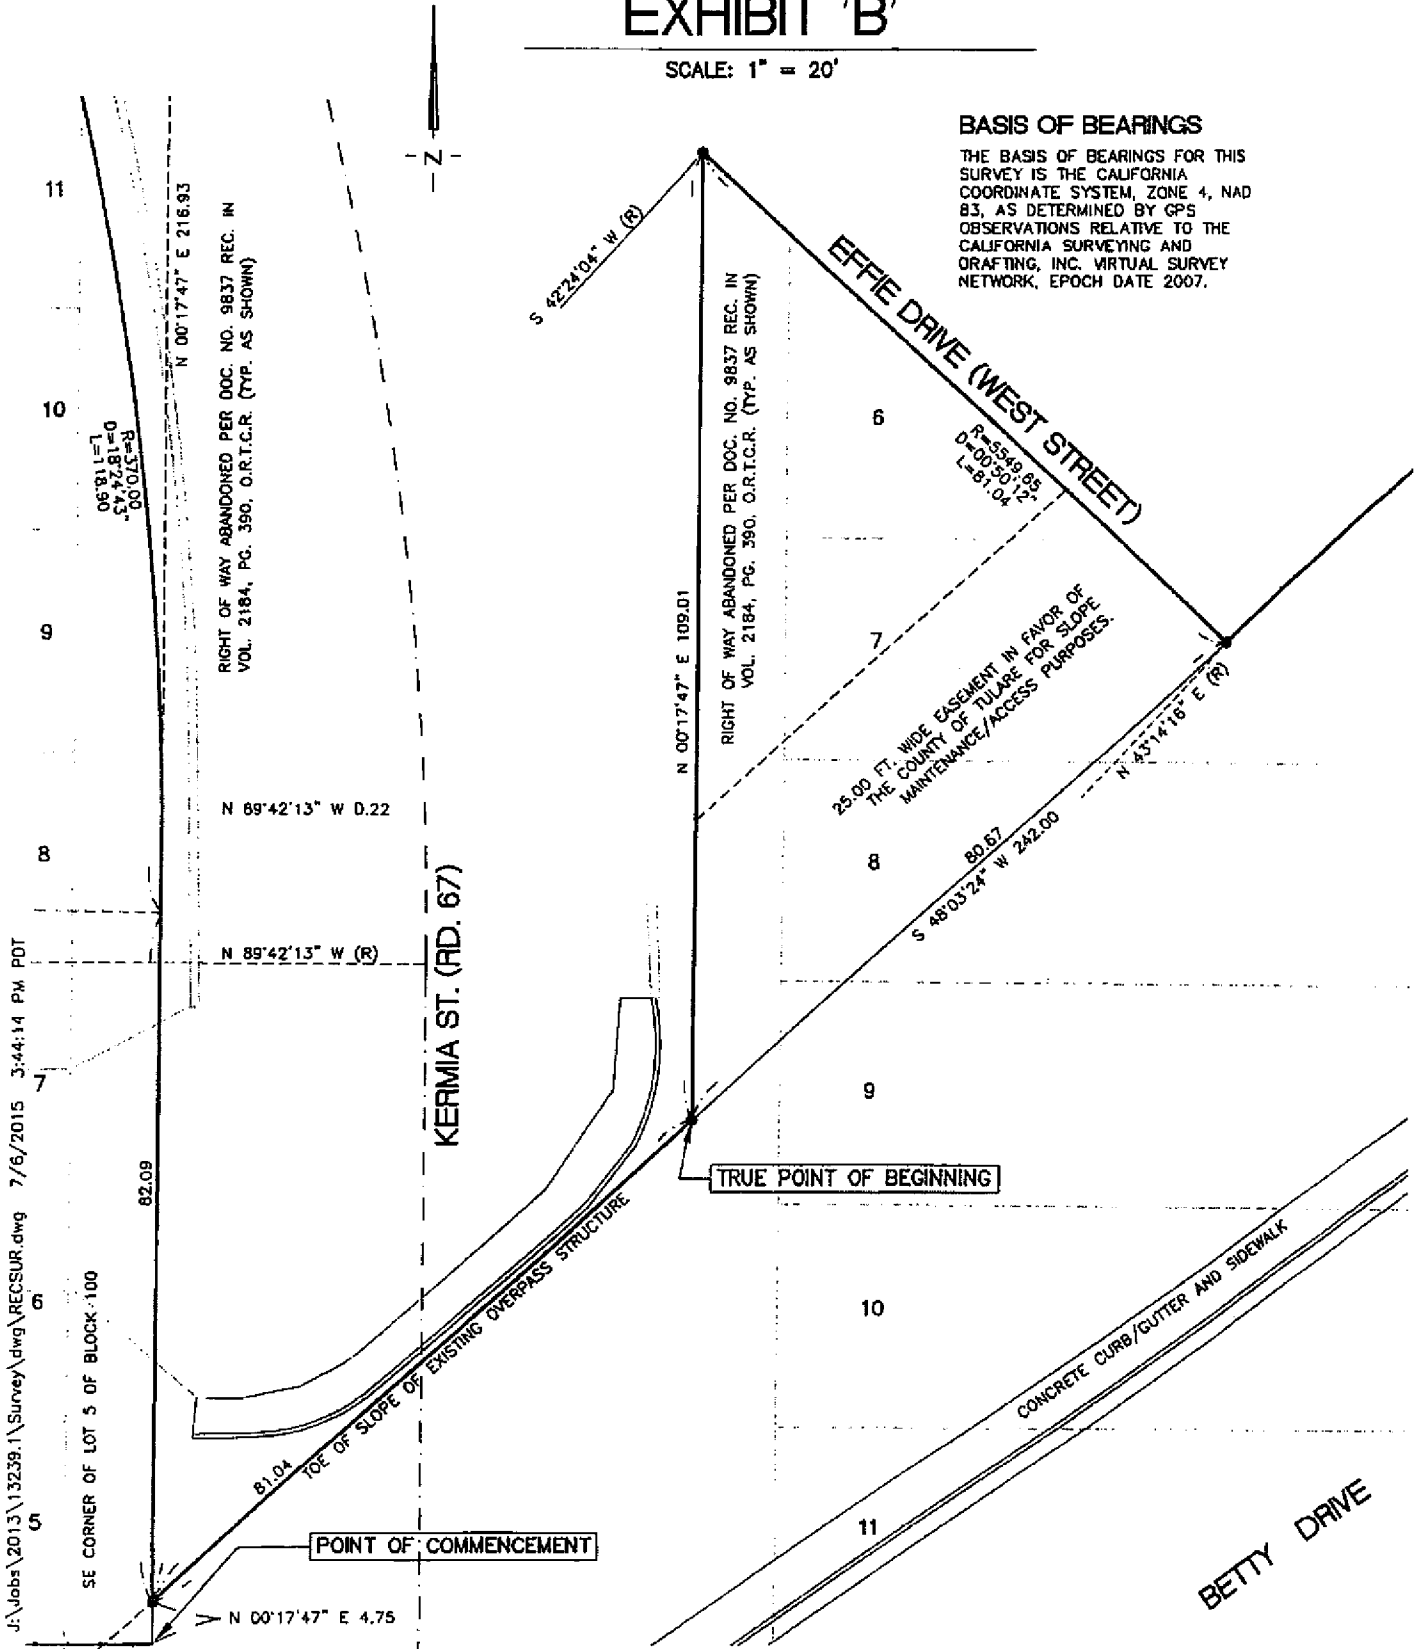 EXHIBIT 'B'
SCALE: 1" = 20'
BASIS OF BEARINGS
THE BASIS OF BEARINGS FOR THIS
SURVEY IS THE CALIFORNIA
COORDINATE SYSTEM, ZONE 4, NAD
83, AS DETERMINED BY GPS
OBSERVATIONS RELATIVE TO THE
CALIFORNIA SURVEYING AND
DRAFTING, INC. VIRTUAL SURVEY
NETWORK, EPOCH DATE 2007.
N
11
10
9
8
7
6
5
N 00°17'47" E 216.93
RIGHT OF WAY ABANDONED PER DOC. NO. 9837 REC. IN
VOL. 2184, PG. 390, O.R.T.C.R. (TYP. AS SHOWN)
R=370.00
D=18°24'43"
L=118.90
S 42°24'04" W (R)
RIGHT OF WAY ABANDONED PER DOC. NO. 9837 REC. IN
VOL. 2184, PG. 390, O.R.T.C.R. (TYP. AS SHOWN)
N 00°17'47" E 109.01
EFFIE DRIVE (WEST STREET)
R=5549.65
D=00°50'12"
L=81.04
6
7
8
9
10
11
25.00 FT. WIDE EASEMENT IN FAVOR OF
THE COUNTY OF TULARE FOR SLOPE
MAINTENANCE/ACCESS PURPOSES.
N 43°14'16" E (R)
80.67
S 48°03'24" W 242.00
N 89°42'13" W 0.22
N 89°42'13" W (R)
KERMIA ST. (RD. 67)
82.09
TRUE POINT OF BEGINNING
81.04
TOE OF SLOPE OF EXISTING OVERPASS STRUCTURE
SE CORNER OF LOT 5 OF BLOCK 100
POINT OF COMMENCEMENT
N 00°17'47" E 4.75
CONCRETE CURB/GUTTER AND SIDEWALK
BETTY DRIVE
J:\Jobs\2013\13239.1\Survey\dwg\RECSUR.dwg 7/6/2015 3:44:14 PM PDT